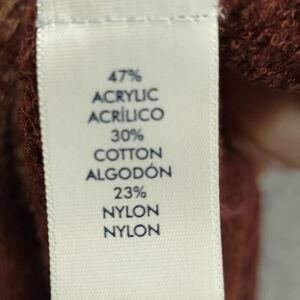 47%
ACRYLIC
ACRÍLICO
30%
COTTON
ALGODÓN
23%
NYLON
NYLON